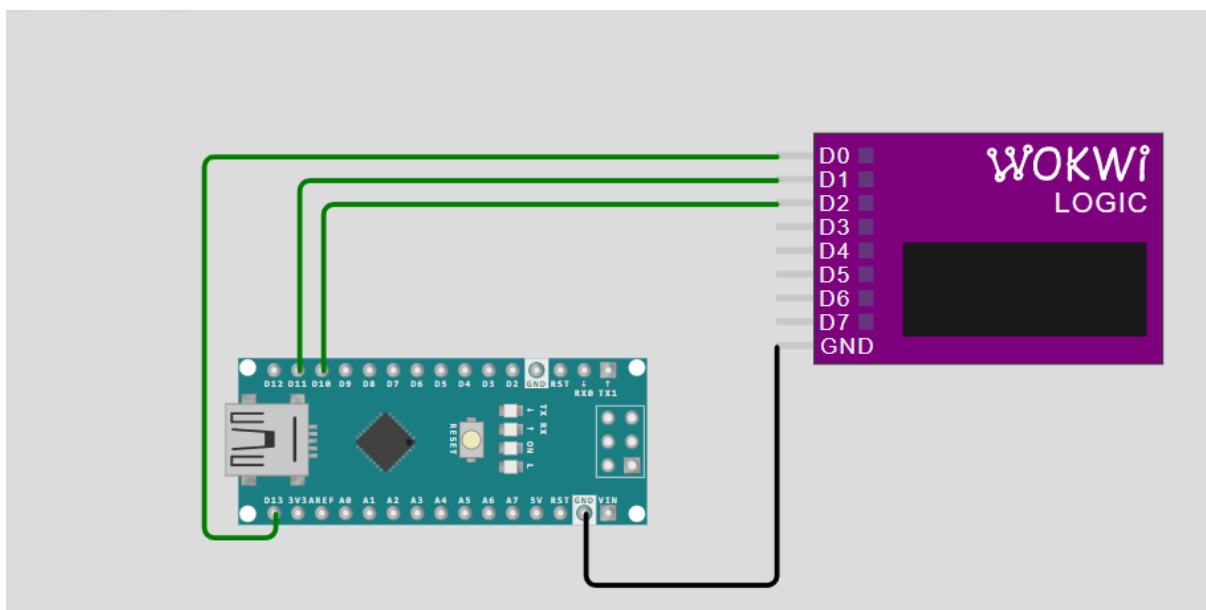 D0
D1
D2
D3
D4
D5
D6
D7
GND
WOKWi
LOGIC
D12 D11 D10 D9 D8 D7 D6 D5 D4 D3 D2 GND RST ↓ ↑
RX0 TX1
RESET
TX RX
↓ ↑ ON L
D13 3V3 AREF A0 A1 A2 A3 A4 A5 A6 A7 5V RST GND VIN